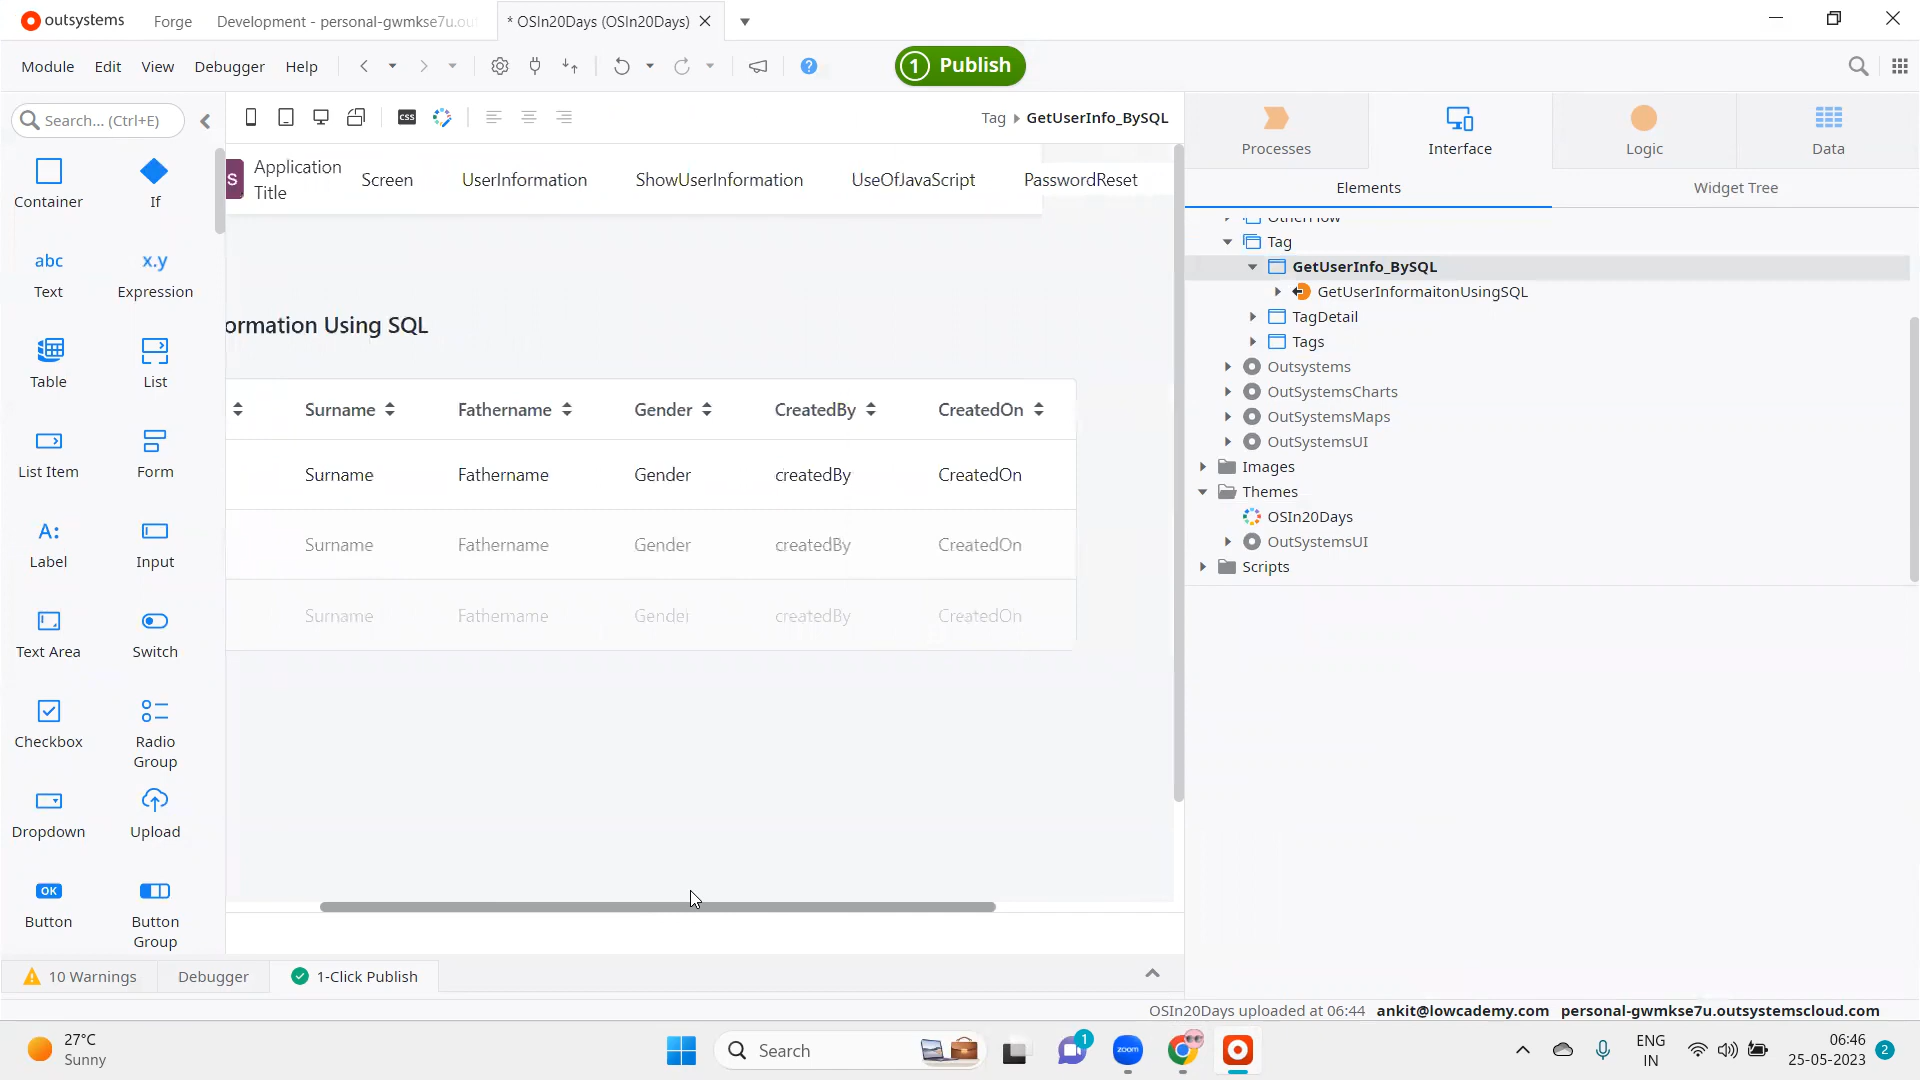 outsystems
Forge
Development - personal-gwmkse7u.ou
* OSIn20Days (OSIn20Days)
Module Edit View Debugger Help
1 Publish
Search... (Ctrl+E)
css
Tag GetUserInfo_BySQL
Processes Interface Logic Data
Elements Widget Tree
Container If
abc x.y
Text Expression
Table List
List Item Form
A:
Label Input
Text Area Switch
Checkbox Radio Group
Dropdown Upload
OK
Button Button Group
S Application Title Screen UserInformation ShowUserInformation UseOfJavaScript PasswordReset
ormation Using SQL
Surname Fathername Gender CreatedBy CreatedOn
Surname Fathername Gender createdBy CreatedOn
Surname Fathername Gender createdBy CreatedOn
Surname Fathername Gender createdBy CreatedOn
OtherFlow
Tag
GetUserInfo_BySQL
GetUserInformaitonUsingSQL
TagDetail
Tags
Outsystems
OutSystemsCharts
OutSystemsMaps
OutSystemsUI
Images
Themes
OSIn20Days
OutSystemsUI
Scripts
10 Warnings Debugger 1-Click Publish
OSIn20Days uploaded at 06:44 ankit@lowcademy.com personal-gwmkse7u.outsystemscloud.com
27°C
Sunny
Search
1
zoom
ENG
IN
06:46
25-05-2023
2